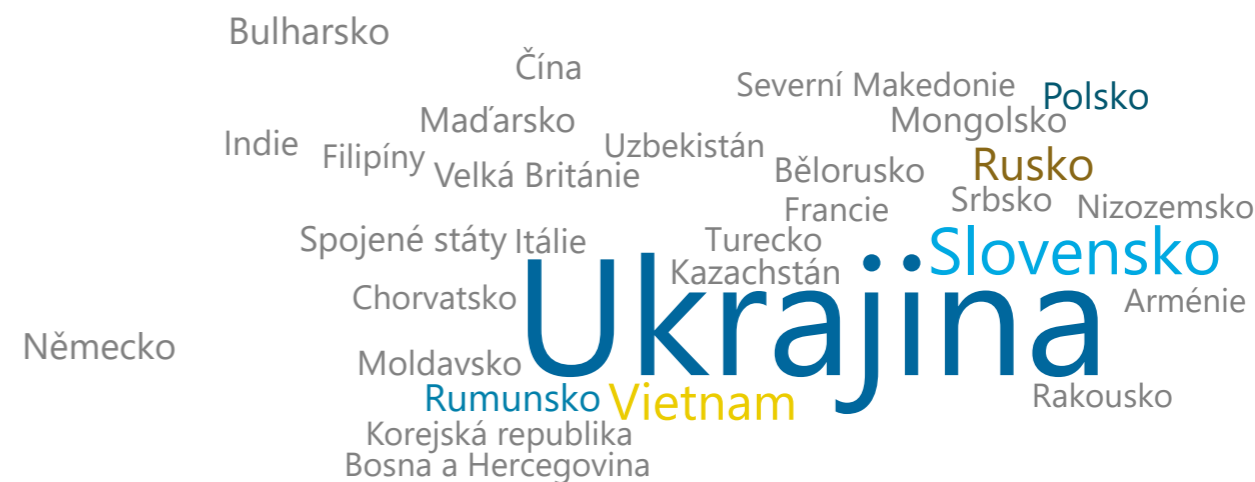 Bulharsko
Čína
Severní Makedonie
Polsko
Maďarsko
Mongolsko
Indie
Filipíny
Uzbekistán
Velká Británie
Bělorusko
Rusko
Francie
Srbsko
Nizozemsko
Spojené státy
Itálie
Turecko
Slovensko
Kazachstán
Chorvatsko
Ukrajina
Arménie
Německo
Moldavsko
Rumunsko
Vietnam
Rakousko
Korejská republika
Bosna a Hercegovina